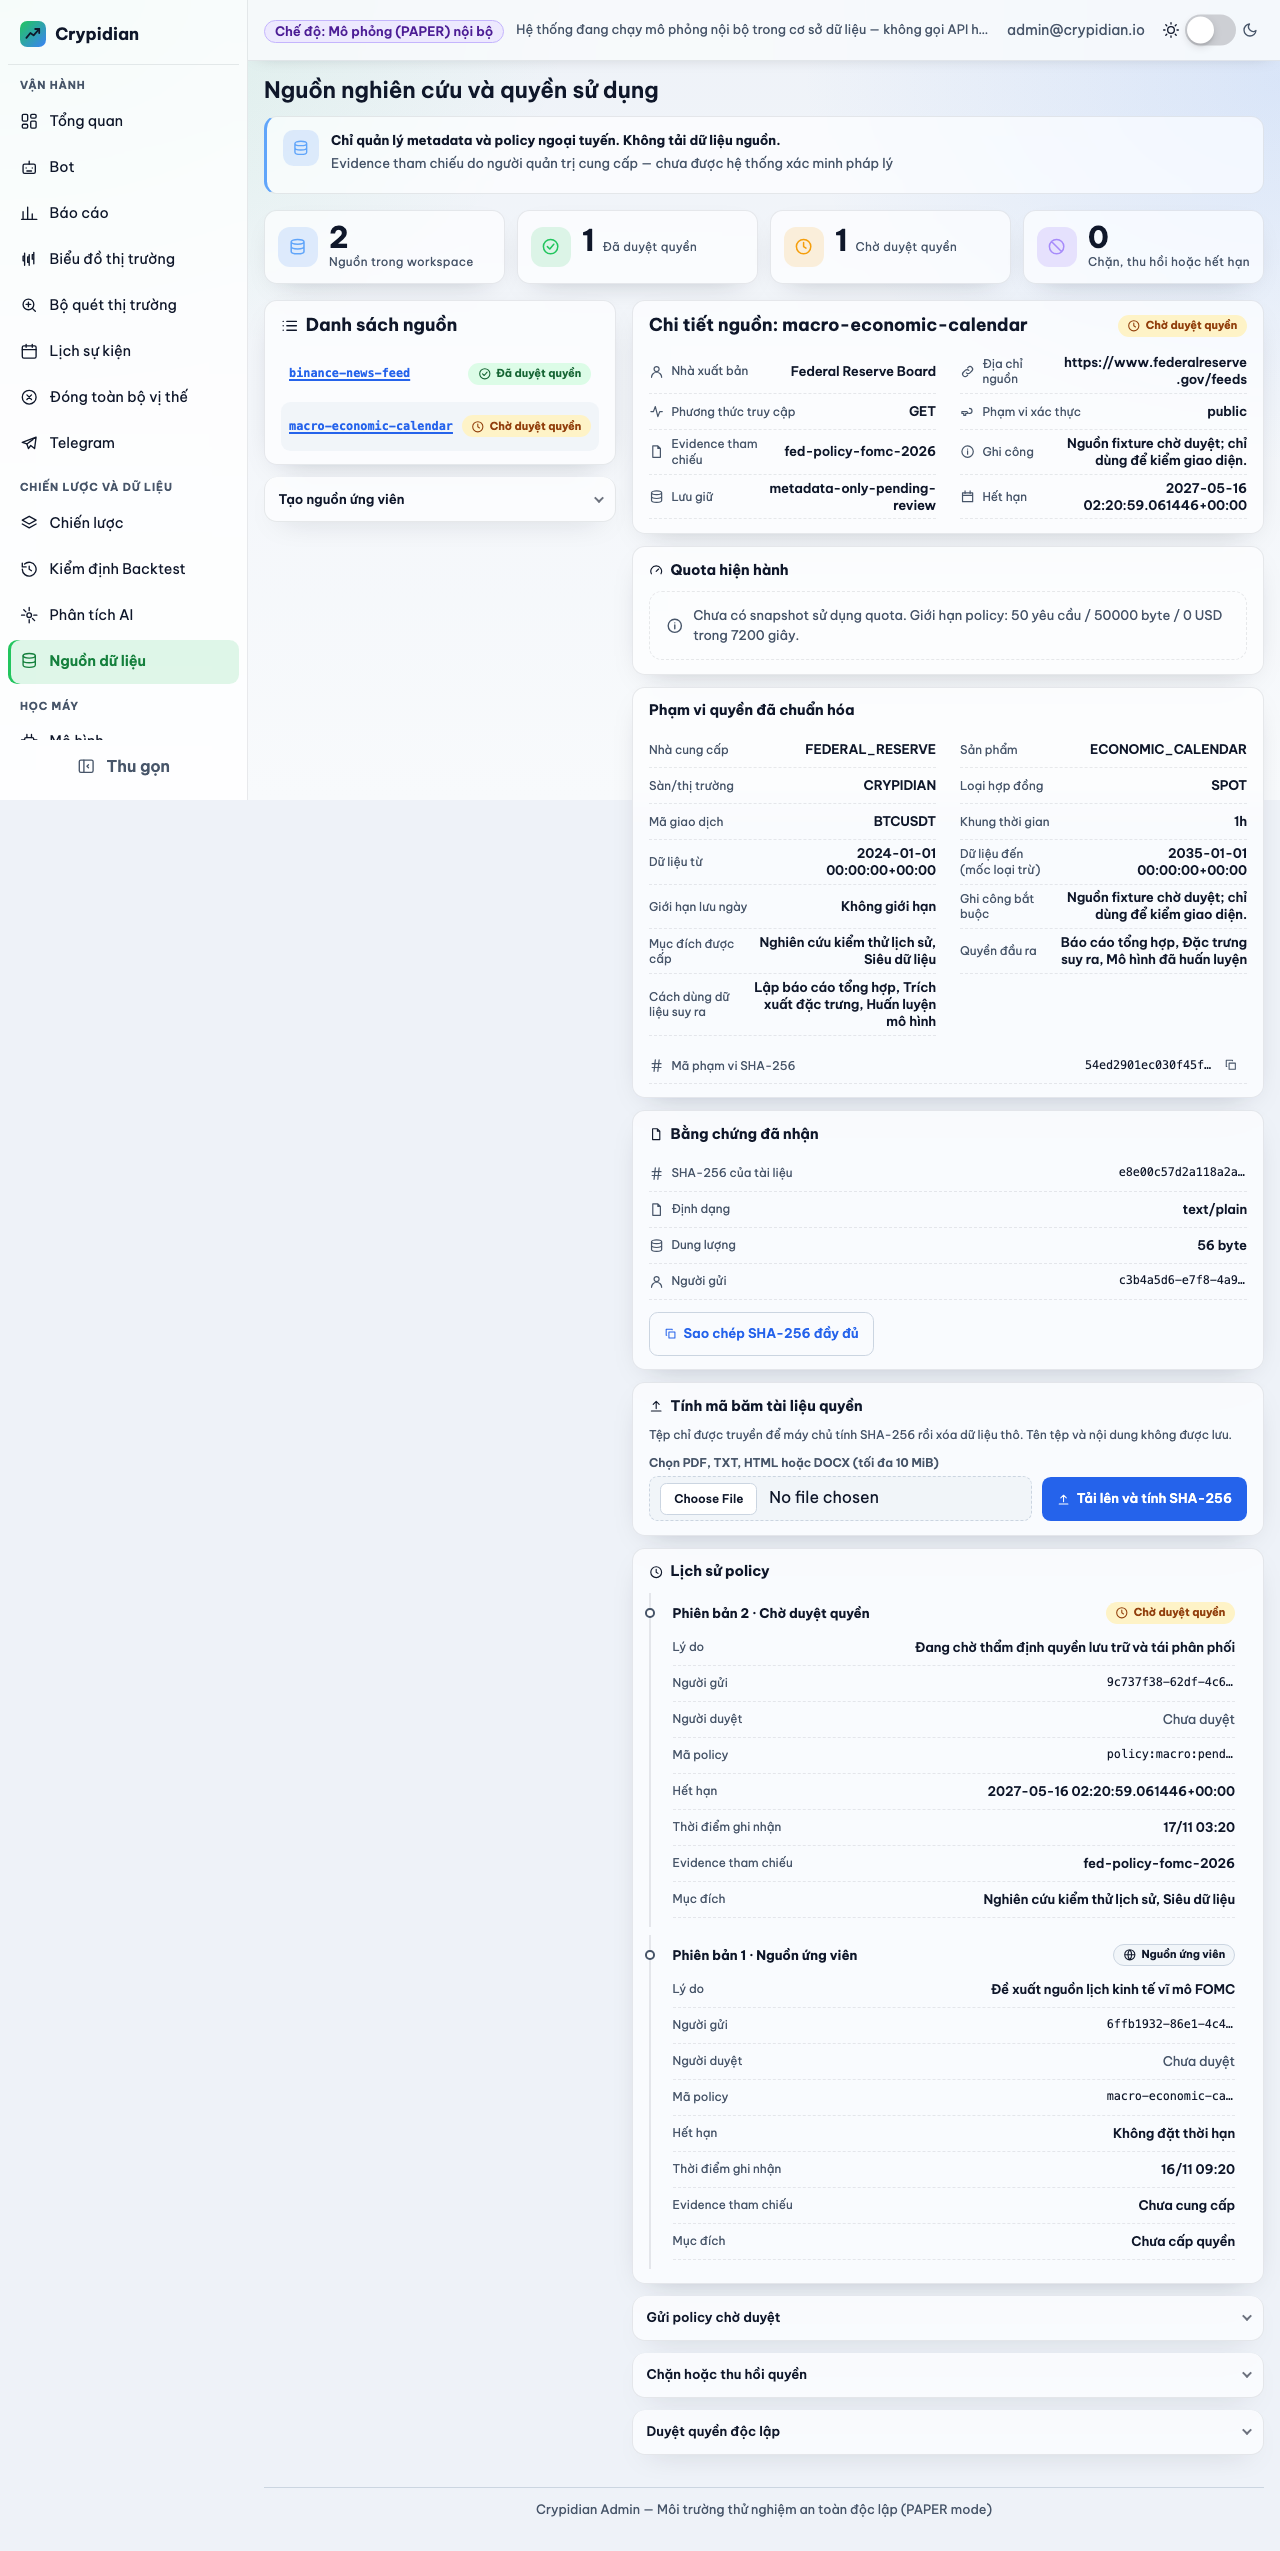 Crypidian
VẬN HÀNH
Tổng quan
Bot
Báo cáo
Biểu đồ thị trường
Bộ quét thị trường
Lịch sự kiện
Đóng toàn bộ vị thế
Telegram
CHIẾN LƯỢC VÀ DỮ LIỆU
Chiến lược
Kiểm định Backtest
Phân tích AI
Nguồn dữ liệu
HỌC MÁY
Mô hình
Thu gọn
Chế độ: Mô phỏng (PAPER) nội bộ
Hệ thống đang chạy mô phỏng nội bộ trong cơ sở dữ liệu — không gọi API h...
admin@crypidian.io
Nguồn nghiên cứu và quyền sử dụng
Chỉ quản lý metadata và policy ngoại tuyến. Không tải dữ liệu nguồn.
Evidence tham chiếu do người quản trị cung cấp — chưa được hệ thống xác minh pháp lý
2
Nguồn trong workspace
1 Đã duyệt quyền
1 Chờ duyệt quyền
0
Chặn, thu hồi hoặc hết hạn
Danh sách nguồn
binance-news-feed Đã duyệt quyền
macro-economic-calendar Chờ duyệt quyền
Tạo nguồn ứng viên
Chi tiết nguồn: macro-economic-calendar Chờ duyệt quyền
Nhà xuất bản Federal Reserve Board
Địa chỉ nguồn https://www.federalreserve
.gov/feeds
Phương thức truy cập GET
Phạm vi xác thực public
Evidence tham chiếu fed-policy-fomc-2026
Ghi công Nguồn fixture chờ duyệt; chỉ
dùng để kiểm giao diện.
Lưu giữ metadata-only-pending-
review
Hết hạn 2027-05-16
02:20:59.061446+00:00
Quota hiện hành
Chưa có snapshot sử dụng quota. Giới hạn policy: 50 yêu cầu / 50000 byte / 0 USD
trong 7200 giây.
Phạm vi quyền đã chuẩn hóa
Nhà cung cấp FEDERAL_RESERVE
Sản phẩm ECONOMIC_CALENDAR
Sàn/thị trường CRYPIDIAN
Loại hợp đồng SPOT
Mã giao dịch BTCUSDT
Khung thời gian 1h
Dữ liệu từ 2024-01-01
00:00:00+00:00
Dữ liệu đến
(mốc loại trừ) 2035-01-01
00:00:00+00:00
Giới hạn lưu ngày Không giới hạn
Ghi công bắt
buộc Nguồn fixture chờ duyệt; chỉ
dùng để kiểm giao diện.
Mục đích được
cấp Nghiên cứu kiểm thử lịch sử,
Siêu dữ liệu
Quyền đầu ra Báo cáo tổng hợp, Đặc trưng
suy ra, Mô hình đã huấn luyện
Cách dùng dữ
liệu suy ra Lập báo cáo tổng hợp, Trích
xuất đặc trưng, Huấn luyện
mô hình
Mã phạm vi SHA-256 54ed2901ec030f45f…
Bằng chứng đã nhận
SHA-256 của tài liệu e8e00c57d2a118a2a…
Định dạng text/plain
Dung lượng 56 byte
Người gửi c3b4a5d6-e7f8-4a9…
Sao chép SHA-256 đầy đủ
Tính mã băm tài liệu quyền
Tệp chỉ được truyền để máy chủ tính SHA-256 rồi xóa dữ liệu thô. Tên tệp và nội dung không được lưu.
Chọn PDF, TXT, HTML hoặc DOCX (tối đa 10 MiB)
Choose File No file chosen
Tải lên và tính SHA-256
Lịch sử policy
Phiên bản 2 · Chờ duyệt quyền Chờ duyệt quyền
Lý do Đang chờ thẩm định quyền lưu trữ và tái phân phối
Người gửi 9c737f38-62df-4c6…
Người duyệt Chưa duyệt
Mã policy policy:macro:pend…
Hết hạn 2027-05-16 02:20:59.061446+00:00
Thời điểm ghi nhận 17/11 03:20
Evidence tham chiếu fed-policy-fomc-2026
Mục đích Nghiên cứu kiểm thử lịch sử, Siêu dữ liệu
Phiên bản 1 · Nguồn ứng viên Nguồn ứng viên
Lý do Đề xuất nguồn lịch kinh tế vĩ mô FOMC
Người gửi 6ffb1932-86e1-4c4…
Người duyệt Chưa duyệt
Mã policy macro-economic-ca…
Hết hạn Không đặt thời hạn
Thời điểm ghi nhận 16/11 09:20
Evidence tham chiếu Chưa cung cấp
Mục đích Chưa cấp quyền
Gửi policy chờ duyệt
Chặn hoặc thu hồi quyền
Duyệt quyền độc lập
Crypidian Admin — Môi trường thử nghiệm an toàn độc lập (PAPER mode)